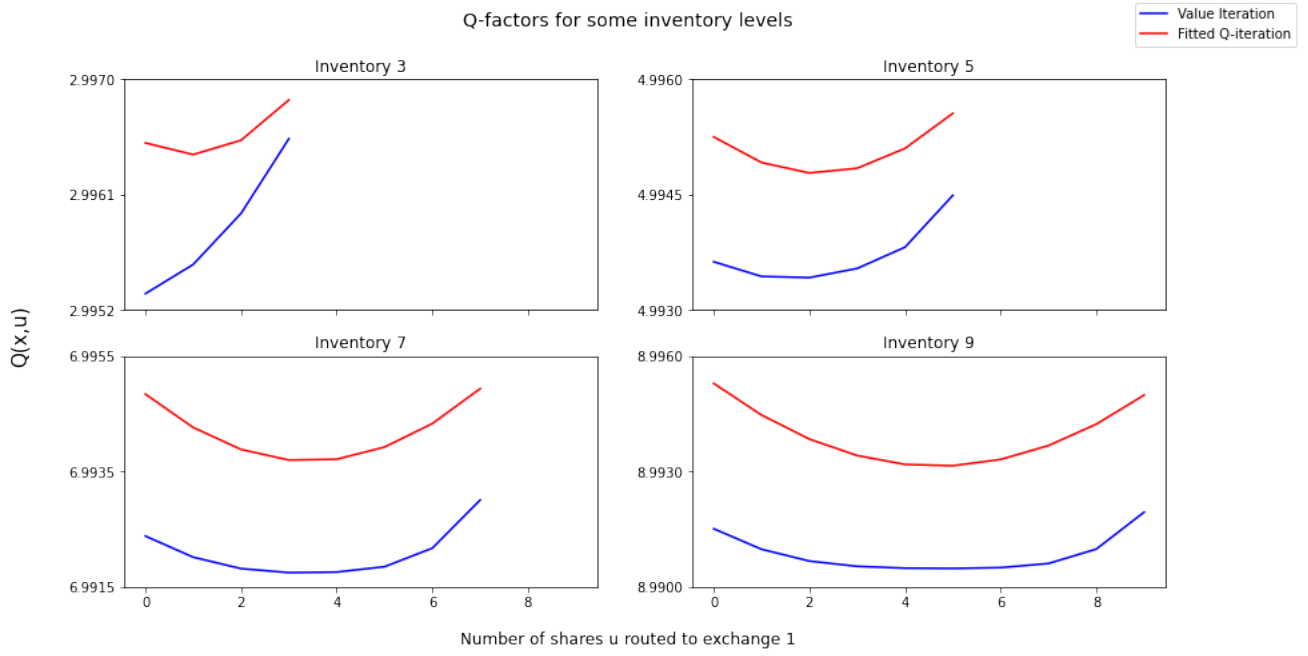 Q-factors for some inventory levels
Value Iteration
Fitted Q-iteration
Inventory 3
2.9970
2.9961
2.9952
Inventory 5
4.9960
4.9945
4.9930
Q(x,u)
Inventory 7
6.9955
6.9935
6.9915
0 2 4 6 8
Inventory 9
8.9960
8.9930
8.9900
0 2 4 6 8
Number of shares u routed to exchange 1